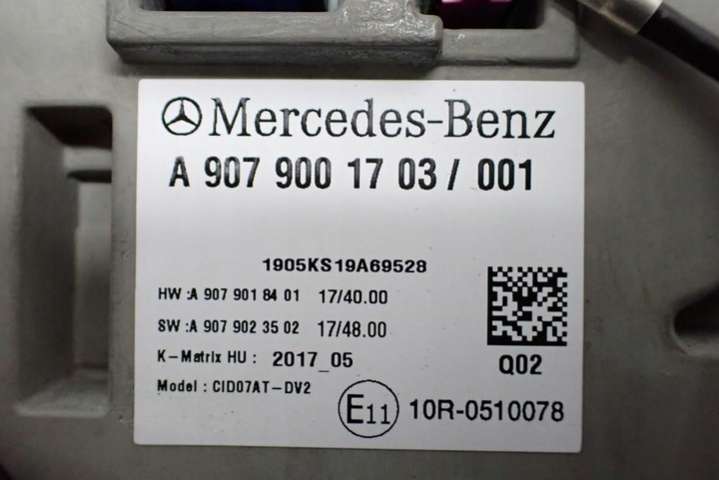 Mercedes-Benz
A 907 900 17 03 / 001
1905KS19A69528
HW :A 907 901 84 01 17/40.00
SW :A 907 902 35 02 17/48.00
K-Matrix HU : 2017_05
Q02
Model : CID07AT-DV2
E11 10R-0510078